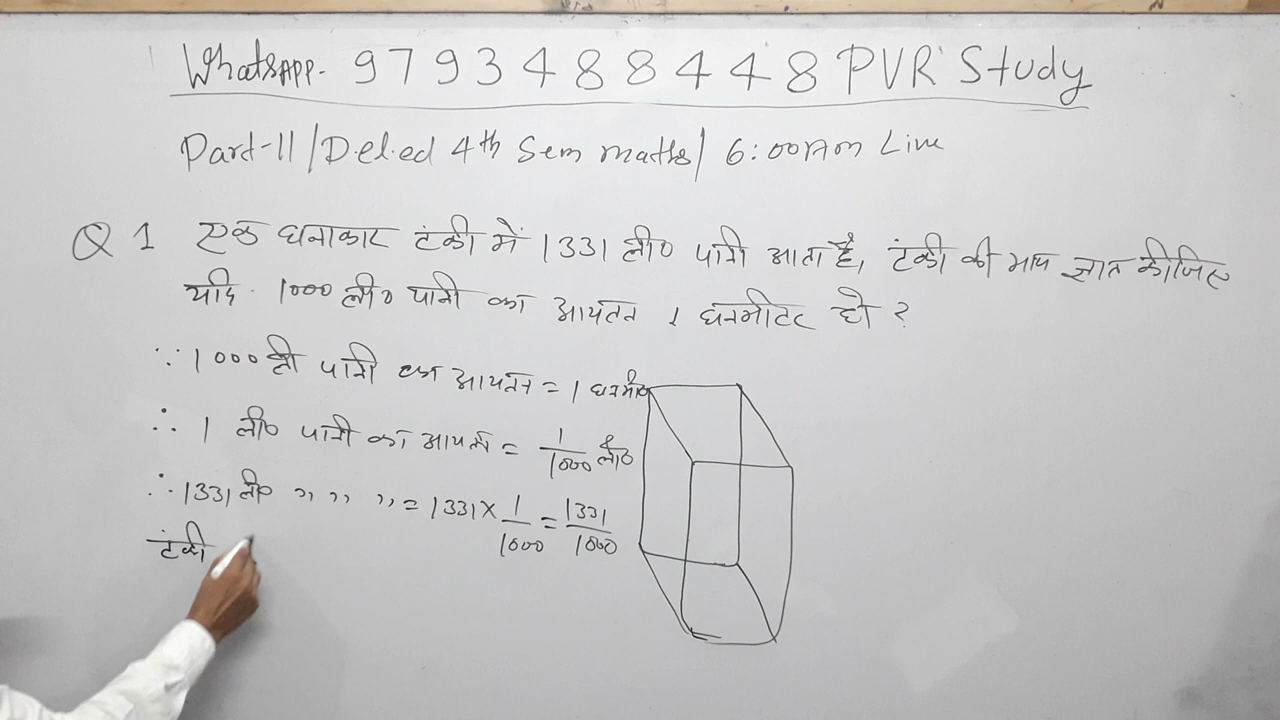 WhatsAPP- 9793488448 PVR Study
Part-II/D.el.ed 4th Sem maths/ 6:00Am Live
Q 1 एक घनाकार टंकी में 1331 ली० पानी आता है, टंकी की माप ज्ञात कीजिए
यदि 1000 ली० पानी का आयतन 1 घनमीटर हो ?
∵ 1000 ली पानी का आयतन = 1 घनमी०
∴ 1 ली० पानी का आयतन = 1/1000
∴ 1331 ली० ,, ,, ,, = 1331 × 1/1000 = 1331/1000
टंकी